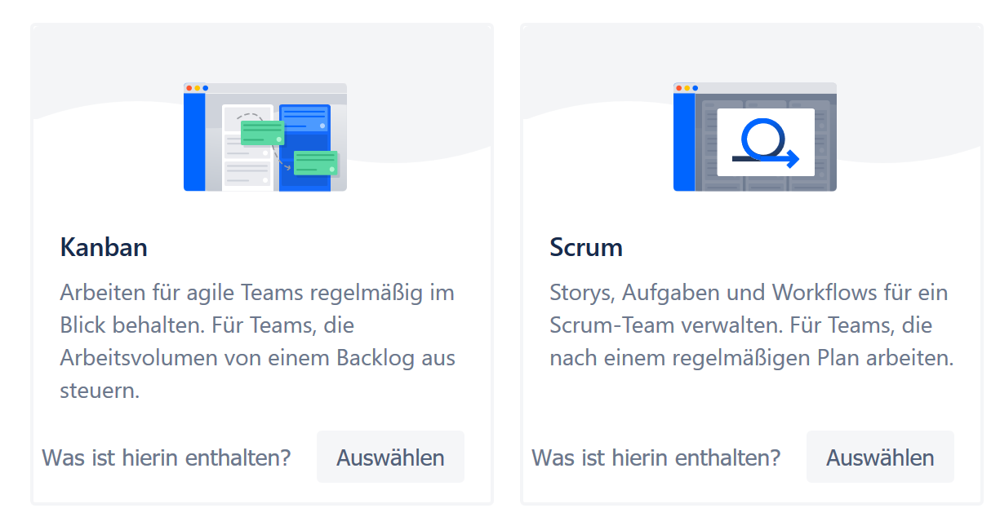 Kanban
Arbeiten für agile Teams regelmäßig im
Blick behalten. Für Teams, die
Arbeitsvolumen von einem Backlog aus
steuern.
Was ist hierin enthalten?
Auswählen
Scrum
Storys, Aufgaben und Workflows für ein
Scrum-Team verwalten. Für Teams, die
nach einem regelmäßigen Plan arbeiten.
Was ist hierin enthalten?
Auswählen